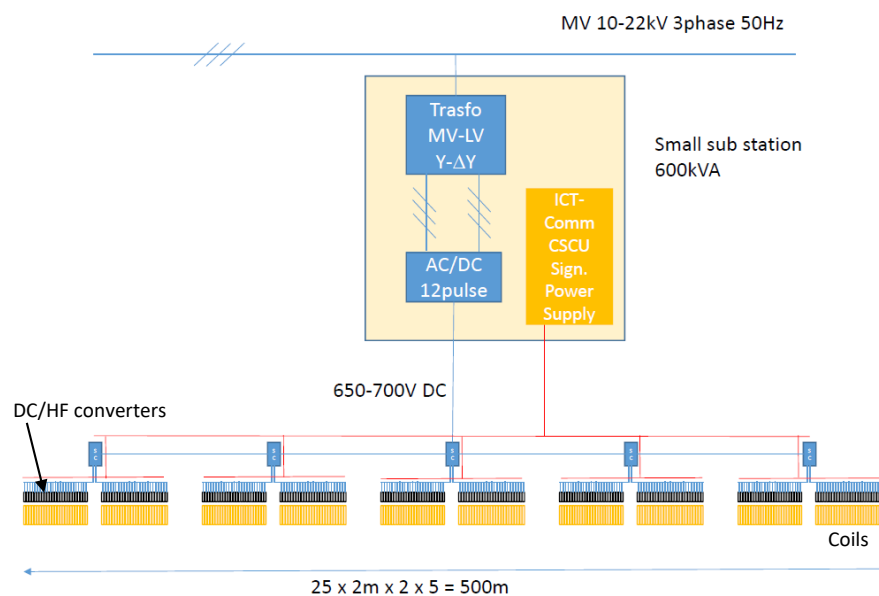 MV 10-22kV 3phase 50Hz
Trasfo
MV-LV
Y-ΔY
Small sub station
600kVA
ICT-
Comm
CSCU
Sign.
Power
Supply
AC/DC
12pulse
650-700V DC
DC/HF converters
S
C
S
C
S
C
S
C
S
C
Coils
25 x 2m x 2 x 5 = 500m